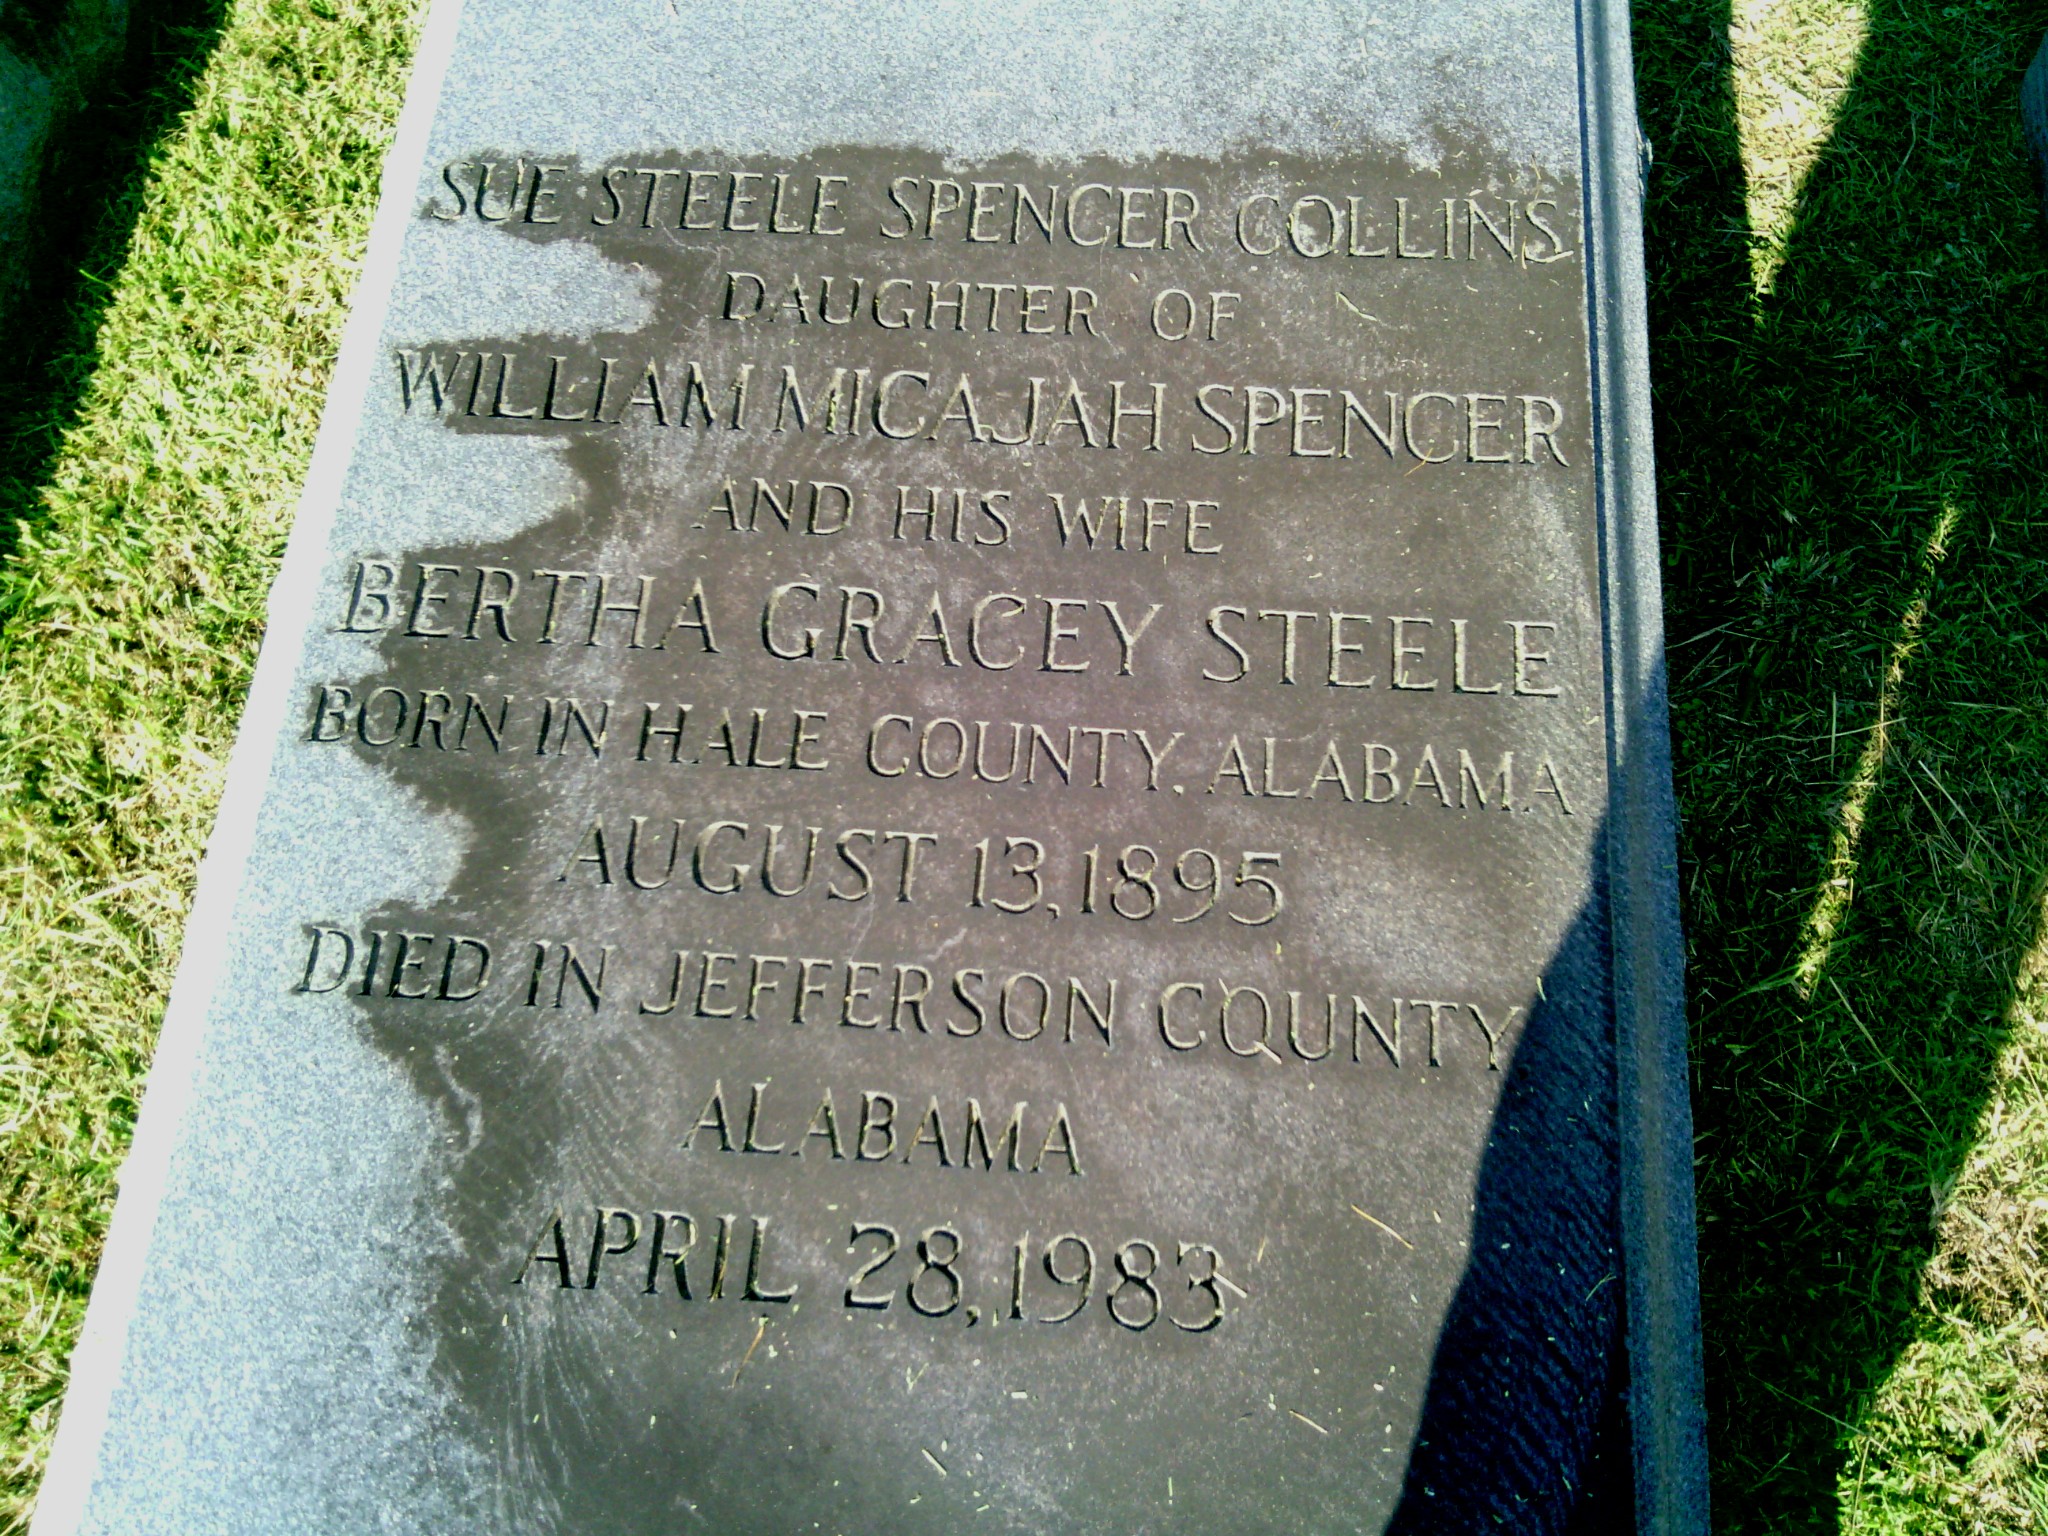 SUE STEELE SPENCER COLLINS
DAUGHTER OF
WILLIAM MICAJAH SPENCER
AND HIS WIFE
BERTHA GRACEY STEELE
BORN IN HALE COUNTY, ALABAMA
AUGUST 13, 1895
DIED IN JEFFERSON COUNTY
ALABAMA
APRIL 28, 1983